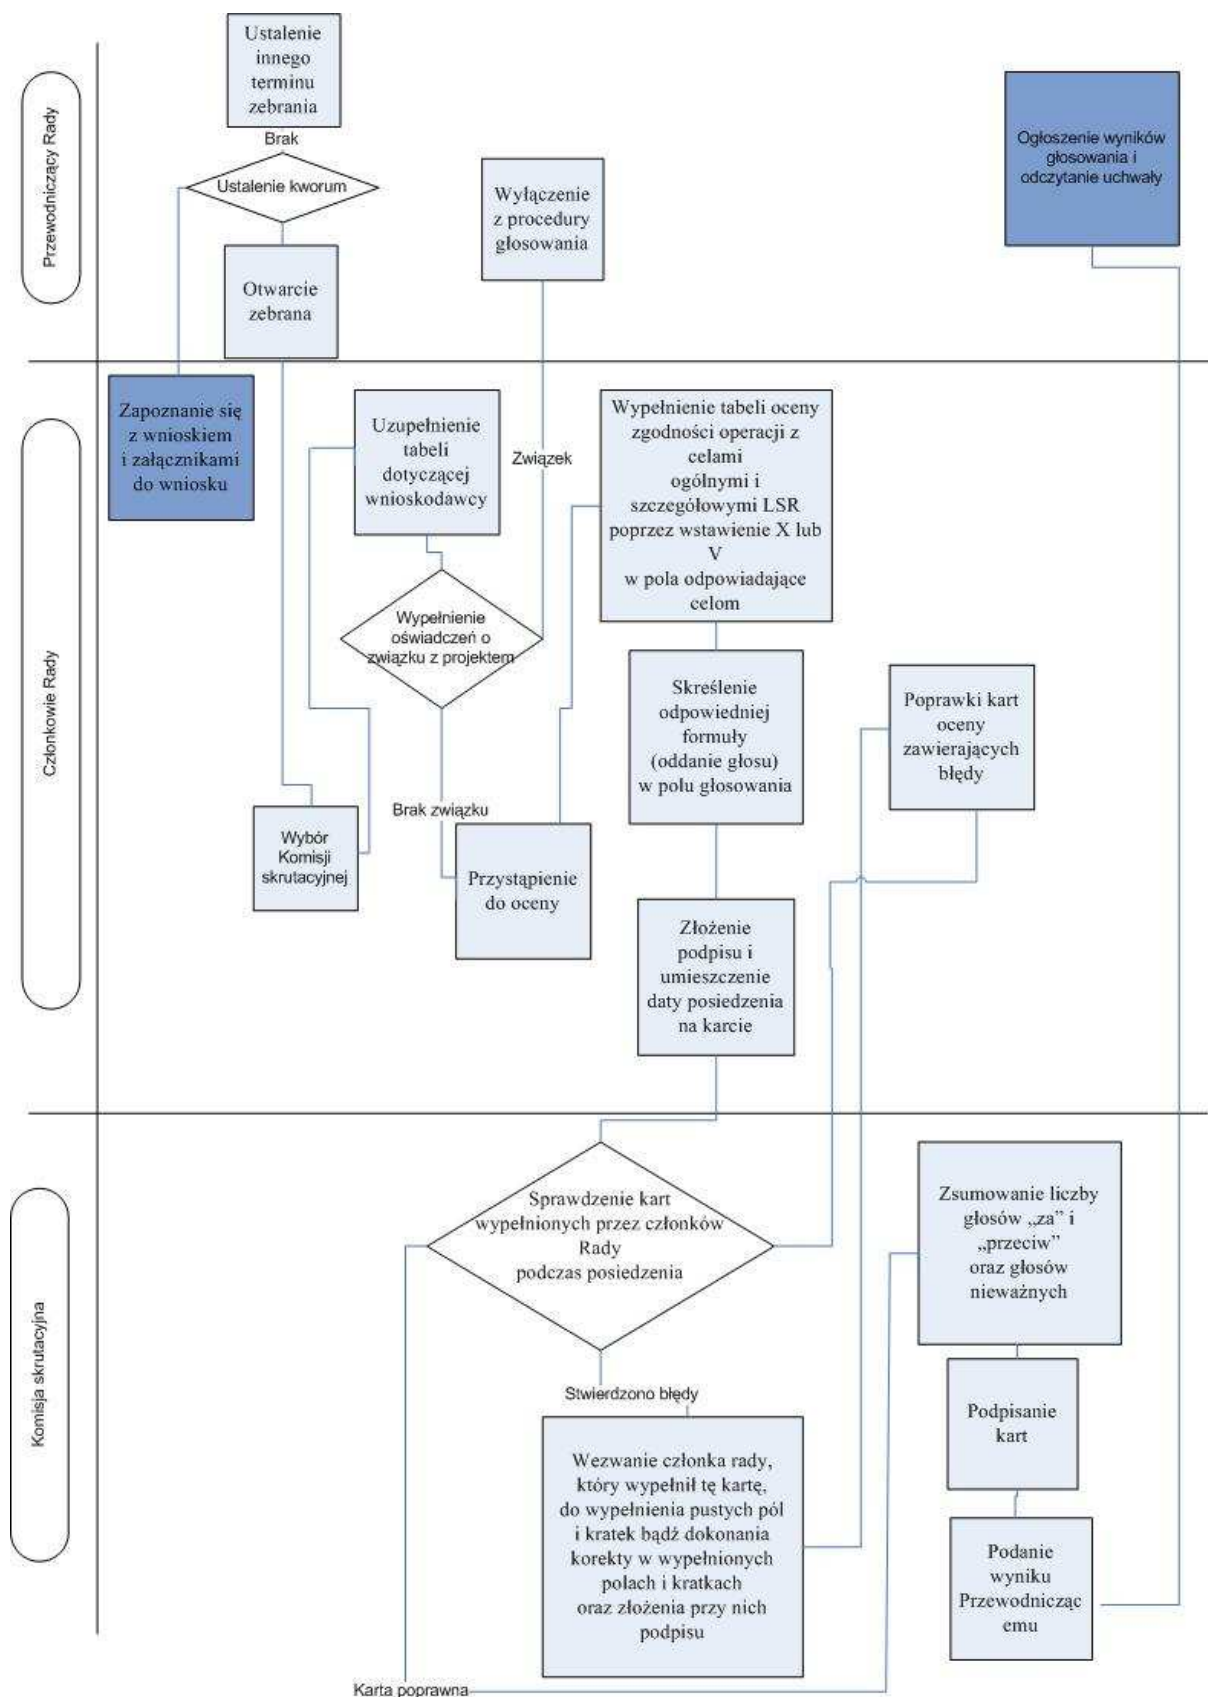 Przewodniczący Rady
Ustalenie
innego
terminu
zebrania
Brak
Ustalenie kworum
Otwarcie
zebrana
Wyłączenie
z procedury
głosowania
Ogłoszenie wyników
głosowania i
odczytanie uchwały
Członkowie Rady
Zapoznanie się
z wnioskiem
i załącznikami
do wniosku
Uzupełnienie
tabeli
dotyczącej
wnioskodawcy
Związek
Wypełnienie
oświadczeń o
związku z projektem
Brak związku
Wybór
Komisji
skrutacyjnej
Przystąpienie
do oceny
Wypełnienie tabeli oceny
zgodności operacji z
celami
ogólnymi i
szczegółowymi LSR
poprzez wstawienie X lub
V
w pola odpowiadające
celom
Skreślenie
odpowiedniej
formuły
(oddanie głosu)
w polu głosowania
Złożenie
podpisu i
umieszczenie
daty posiedzenia
na karcie
Poprawki kart
oceny
zawierających
błędy
Komisja skrutacyjna
Sprawdzenie kart
wypełnionych przez członków
Rady
podczas posiedzenia
Stwierdzono błędy
Wezwanie członka rady,
który wypełnił tę kartę,
do wypełnienia pustych pól
i kratek bądź dokonania
korekty w wypełnionych
polach i kratkach
oraz złożenia przy nich
podpisu
Karta poprawna
Zsumowanie liczby
głosów „za” i
„przeciw”
oraz głosów
nieważnych
Podpisanie
kart
Podanie
wyniku
Przewodnicząc
emu